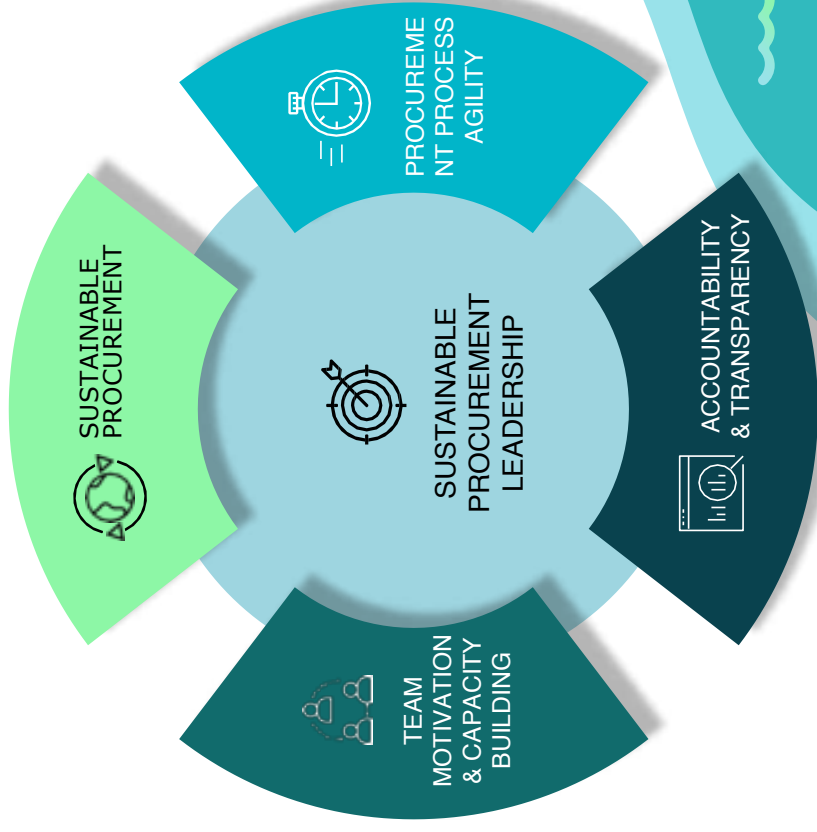 SUSTAINABLE
PROCUREMENT
PROCUREME
NT PROCESS
AGILITY
SUSTAINABLE
PROCUREMENT
LEADERSHIP
TEAM
MOTIVATION
& CAPACITY
BUILDING
ACCOUNTABILITY
& TRANSPARENCY